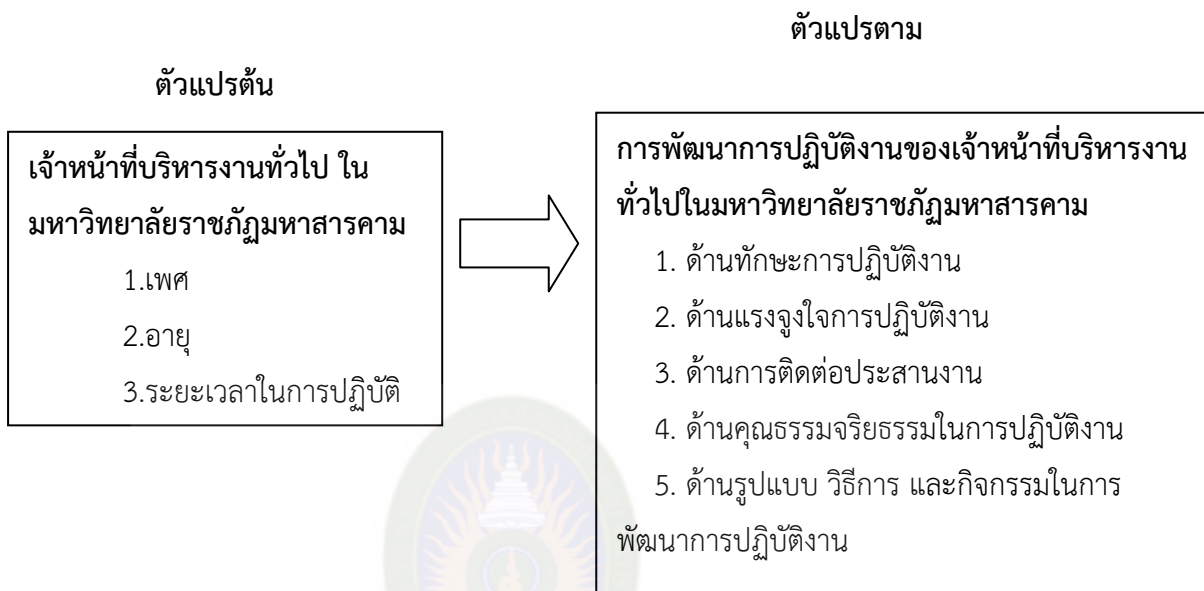 ตัวแปรตาม
ตัวแปรต้น
เจ้าหน้าที่บริหารงานทั่วไป ใน
มหาวิทยาลัยราชภัฏมหาสารคาม
1.เพศ
2.อายุ
3.ระยะเวลาในการปฏิบัติ
การพัฒนาการปฏิบัติงานของเจ้าหน้าที่บริหารงาน
ทั่วไปในมหาวิทยาลัยราชภัฏมหาสารคาม
1. ด้านทักษะการปฏิบัติงาน
2. ด้านแรงจูงใจการปฏิบัติงาน
3. ด้านการติดต่อประสานงาน
4. ด้านคุณธรรมจริยธรรมในการปฏิบัติงาน
5. ด้านรูปแบบ วิธีการ และกิจกรรมในการ
พัฒนาการปฏิบัติงาน